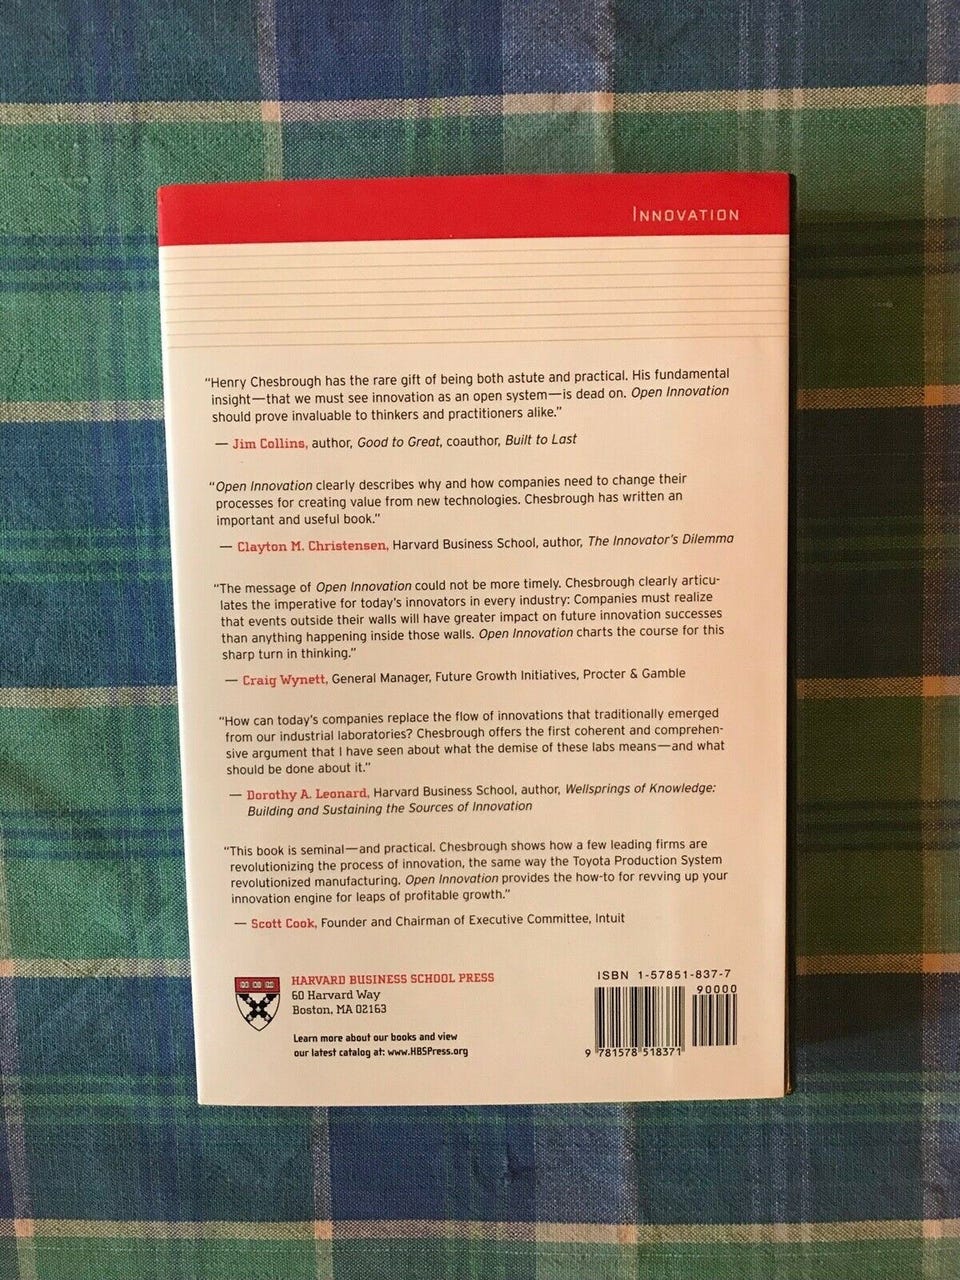 INNOVATION
“Henry Chesbrough has the rare gift of being both astute and practical. His fundamental
insight—that we must see innovation as an open system—is dead on. Open Innovation
should prove invaluable to thinkers and practitioners alike.”
— Jim Collins, author, Good to Great, coauthor, Built to Last
“Open Innovation clearly describes why and how companies need to change their
processes for creating value from new technologies. Chesbrough has written an
important and useful book.”
— Clayton M. Christensen, Harvard Business School, author, The Innovator’s Dilemma
“The message of Open Innovation could not be more timely. Chesbrough clearly articu-
lates the imperative for today’s innovators in every industry: Companies must realize
that events outside their walls will have greater impact on future innovation successes
than anything happening inside those walls. Open Innovation charts the course for this
sharp turn in thinking.”
— Craig Wynett, General Manager, Future Growth Initiatives, Procter & Gamble
“How can today’s companies replace the flow of innovations that traditionally emerged
from our industrial laboratories? Chesbrough offers the first coherent and comprehen-
sive argument that I have seen about what the demise of these labs means—and what
should be done about it.”
— Dorothy A. Leonard, Harvard Business School, author, Wellsprings of Knowledge:
Building and Sustaining the Sources of Innovation
“This book is seminal—and practical. Chesbrough shows how a few leading firms are
revolutionizing the process of innovation, the same way the Toyota Production System
revolutionized manufacturing. Open Innovation provides the how-to for revving up your
innovation engine for leaps of profitable growth.”
— Scott Cook, Founder and Chairman of Executive Committee, Intuit
HARVARD BUSINESS SCHOOL PRESS
60 Harvard Way
Boston, MA 02163
Learn more about our books and view
our latest catalog at: www.HBSPress.org
ISBN 1-57851-837-7
90000
9 781578 518371